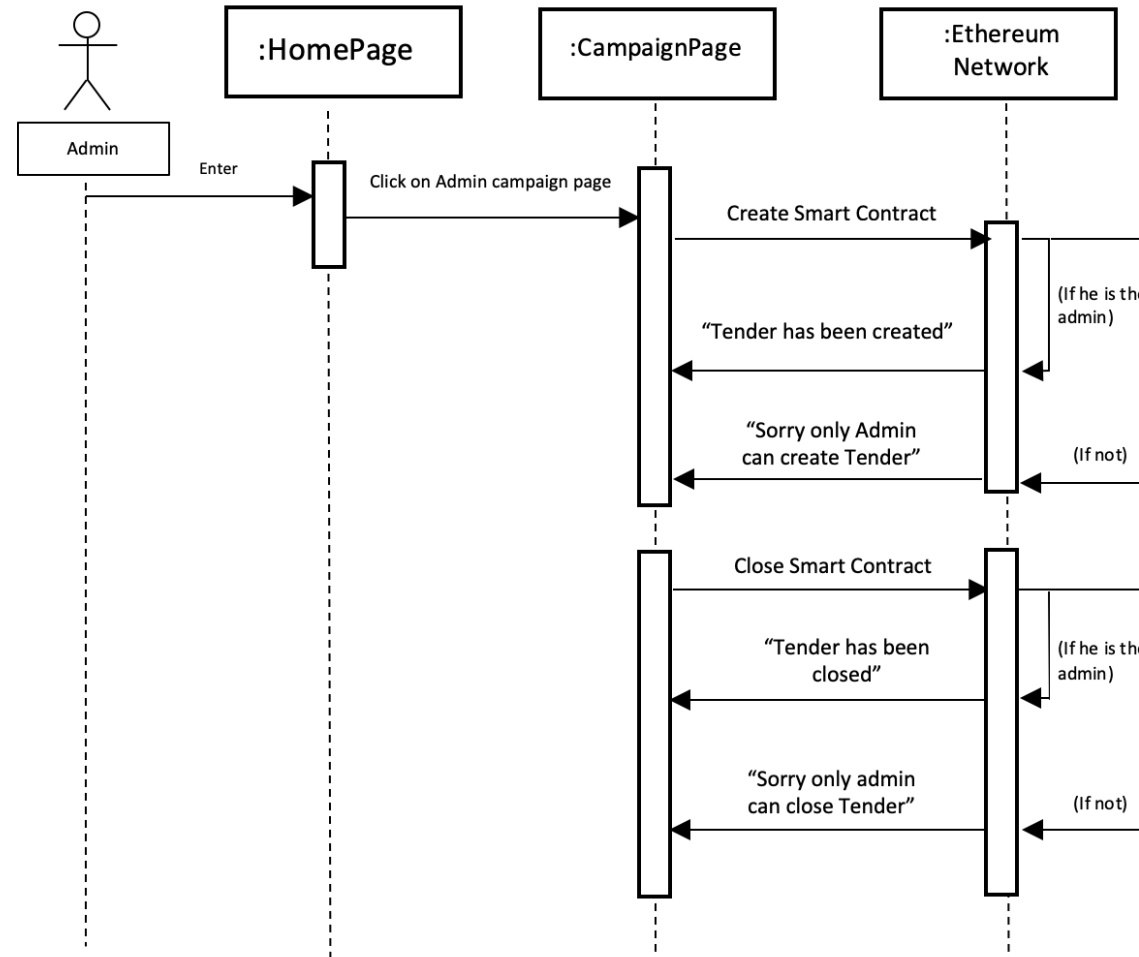 :HomePage
:CampaignPage
:Ethereum
Network
Admin
Enter
Click on Admin campaign page
Create Smart Contract
(If he is the
admin)
“Tender has been created”
“Sorry only Admin
can create Tender”
(If not)
Close Smart Contract
“Tender has been
closed”
(If he is the
admin)
“Sorry only admin
can close Tender”
(If not)